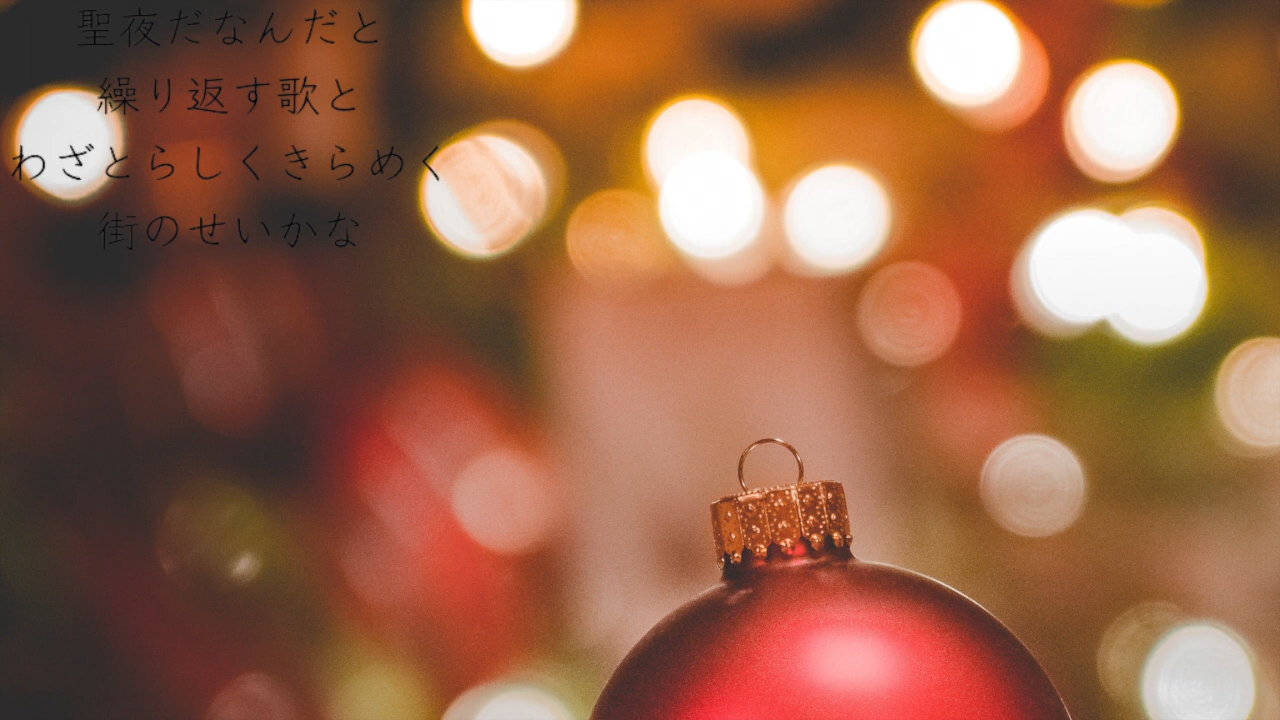 聖夜だなんだと
繰り返す歌と
わざとらしくきらめく
街のせいかな